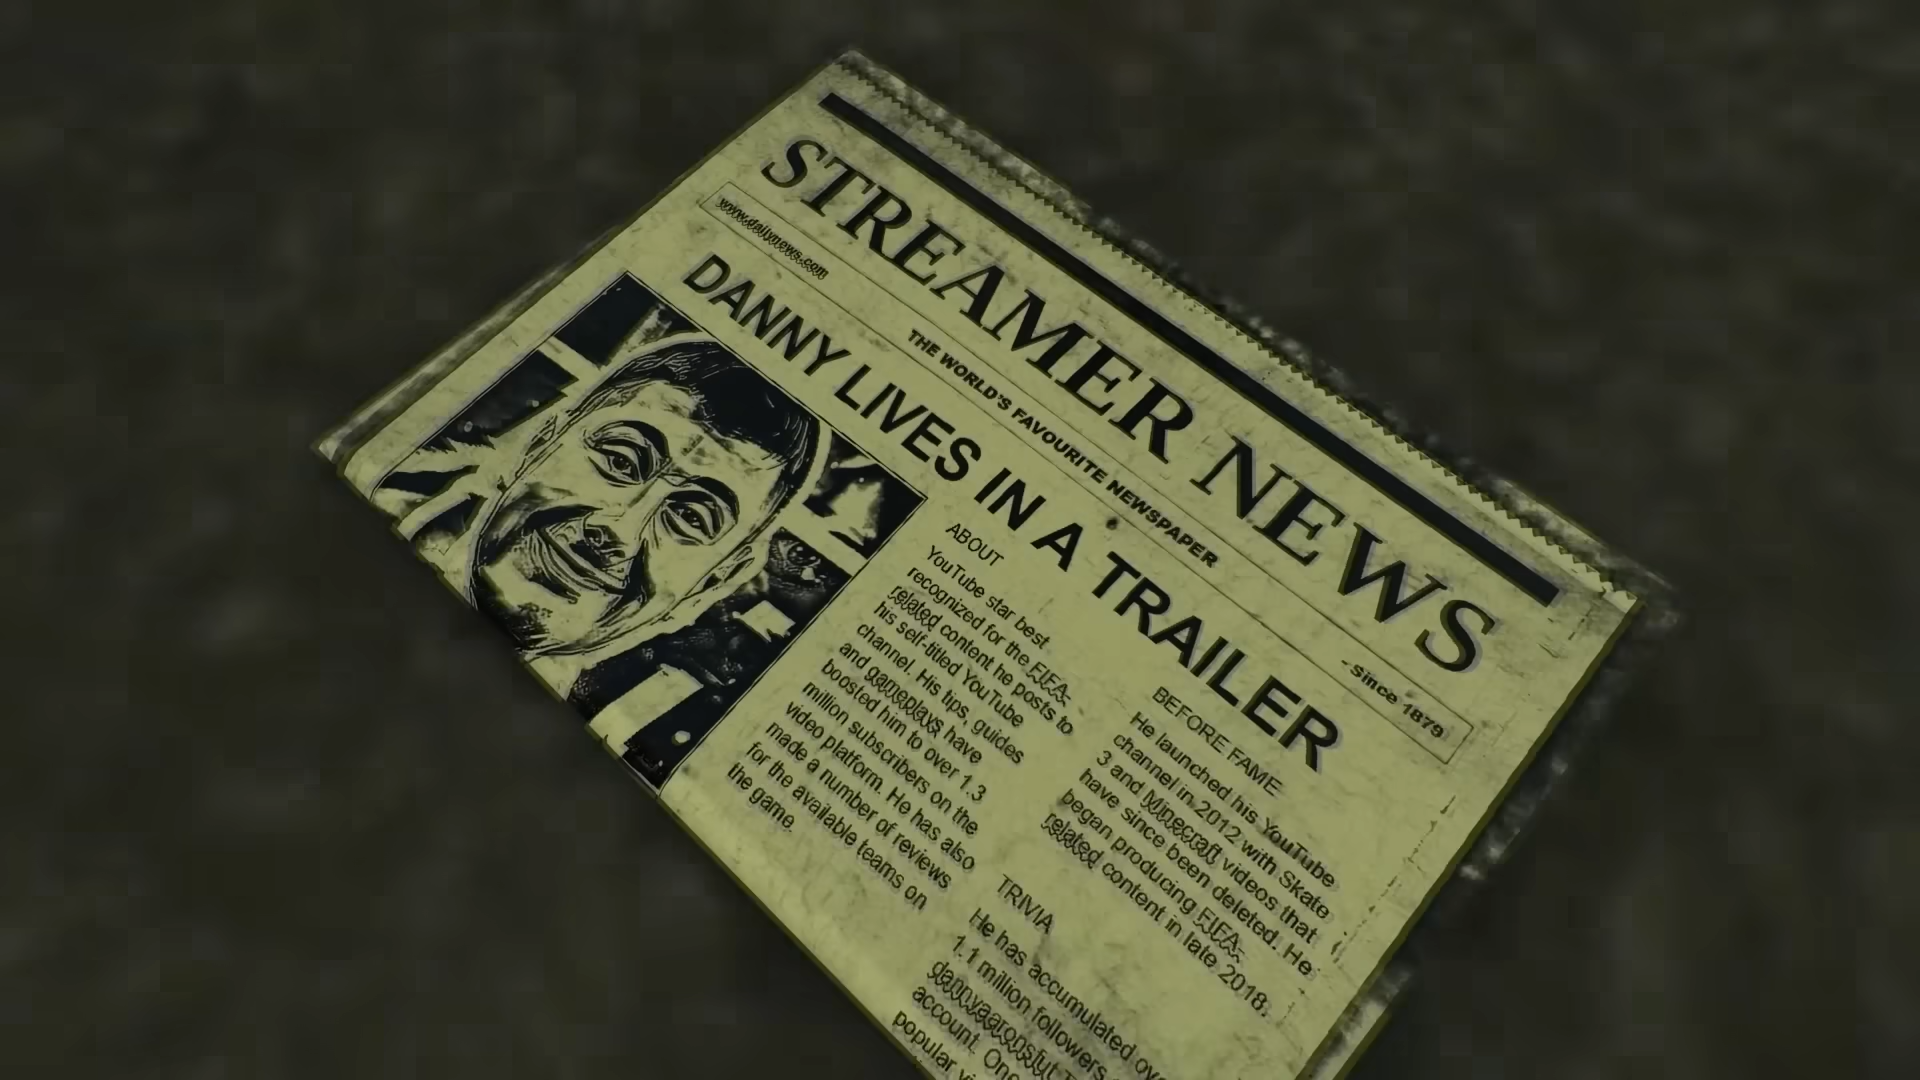 STREAMER NEWS
www.dailynews.com
THE WORLD'S FAVOURITE NEWSPAPER
- since 1879
DANNY LIVES IN A TRAILER
ABOUT
YouTube star best
recognized for the FIFA-
related content he posts to
his self-titled YouTube
channel. His tips, guides
and gameplays have
boosted him to over 1.3
million subscribers on the
video platform. He has also
made a number of reviews
for the available teams on
the game.
BEFORE FAME
He launched his YouTube
channel in 2012 with Skate
3 and Minecraft videos that
have since been deleted. He
began producing FIFA-
related content in late 2018.
TRIVIA
He has accumulated
1.1 million followers
dannyaaronsfut
account. One
popular